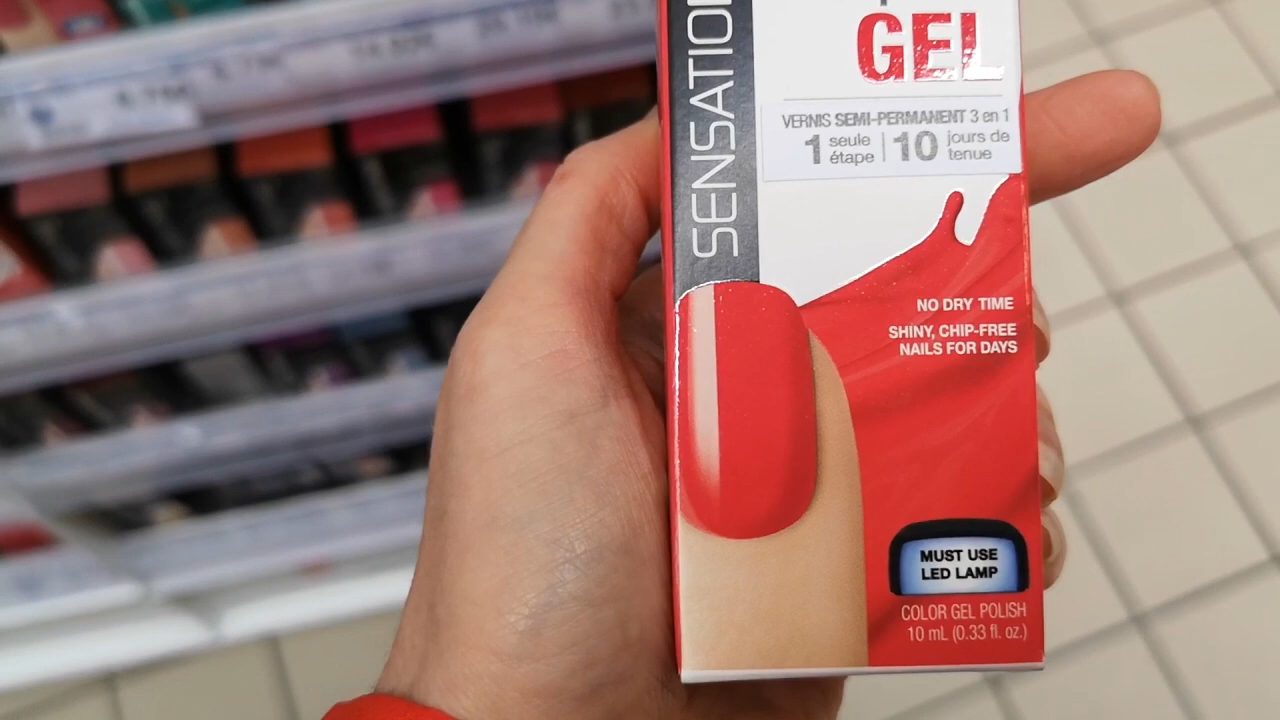 SENSATIO
GEL
VERNIS SEMI-PERMANENT 3 en 1
1 seule étape | 10 jours de tenue
NO DRY TIME
SHINY, CHIP-FREE
NAILS FOR DAYS
MUST USE
LED LAMP
COLOR GEL POLISH
10 mL (0.33 fl. oz.)